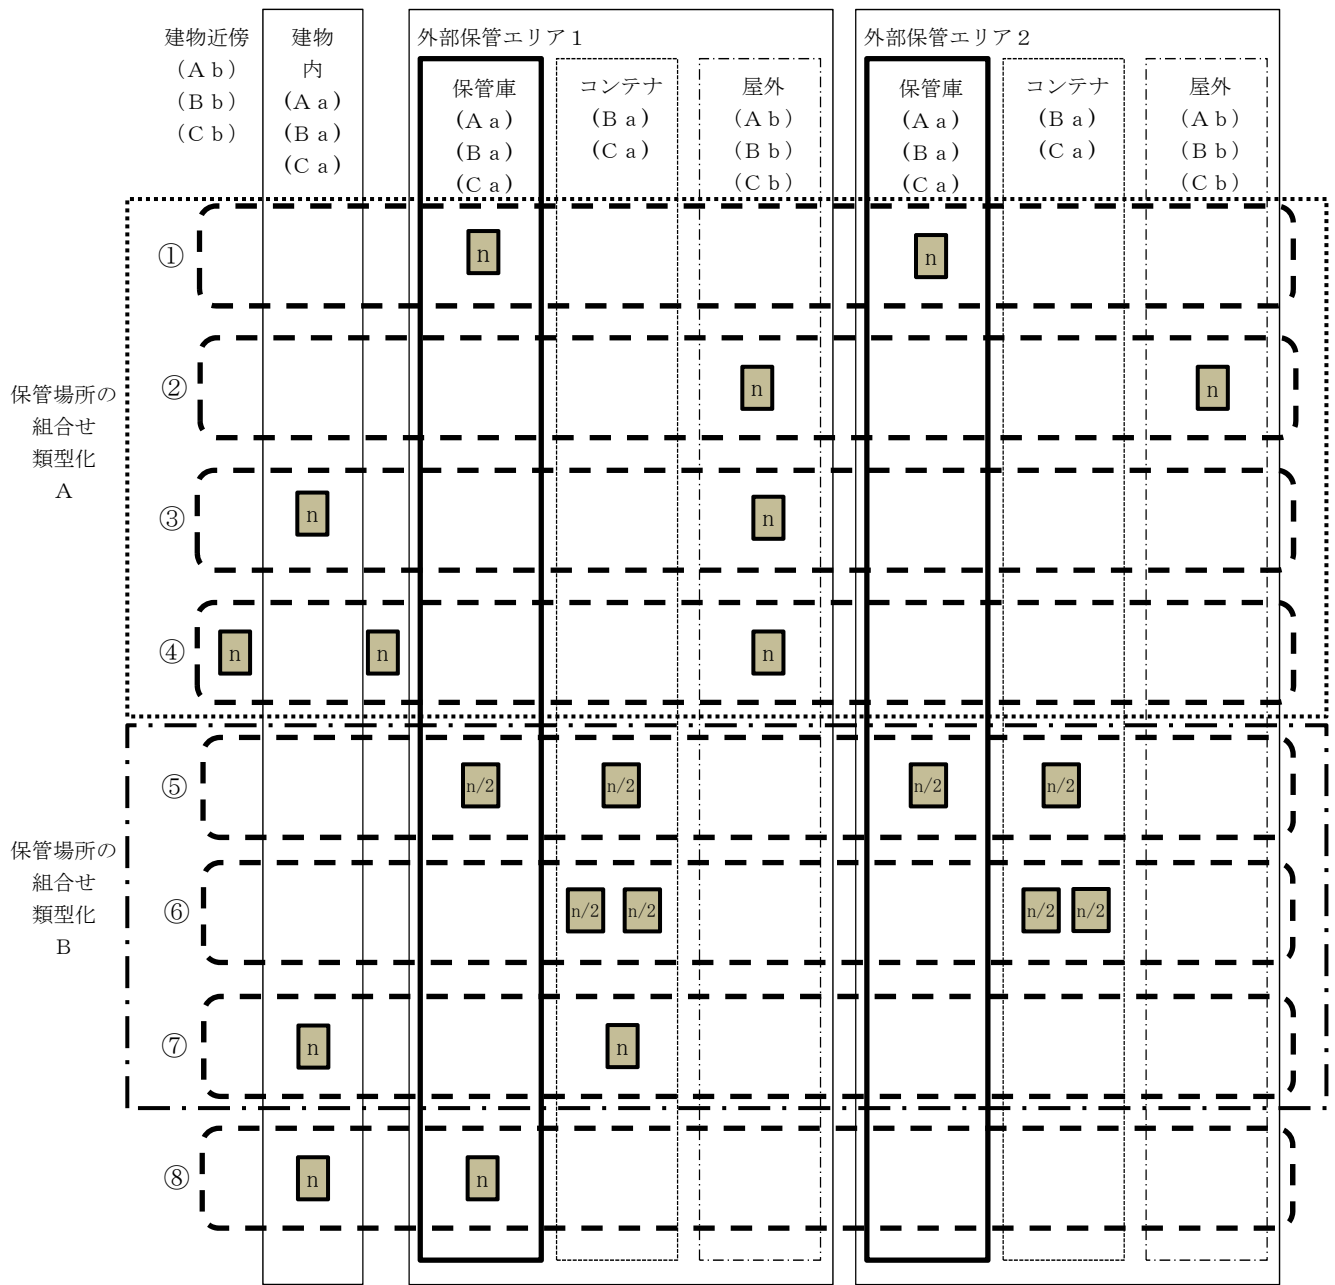 建物近傍
(Ａｂ)
(Ｂｂ)
(Ｃｂ)
建物
内
(Ａａ)
(Ｂａ)
(Ｃａ)
外部保管エリア１
保管庫
(Ａａ)
(Ｂａ)
(Ｃａ)
コンテナ
(Ｂａ)
(Ｃａ)
屋外
(Ａｂ)
(Ｂｂ)
(Ｃｂ)
外部保管エリア２
保管庫
(Ａａ)
(Ｂａ)
(Ｃａ)
コンテナ
(Ｂａ)
(Ｃａ)
屋外
(Ａｂ)
(Ｂｂ)
(Ｃｂ)
保管場所の
組合せ
類型化
Ａ
① n n
② n n
③ n n
④ n n n
保管場所の
組合せ
類型化
Ｂ
⑤ n/2 n/2 n/2 n/2
⑥ n/2 n/2 n/2 n/2
⑦ n n
⑧ n n